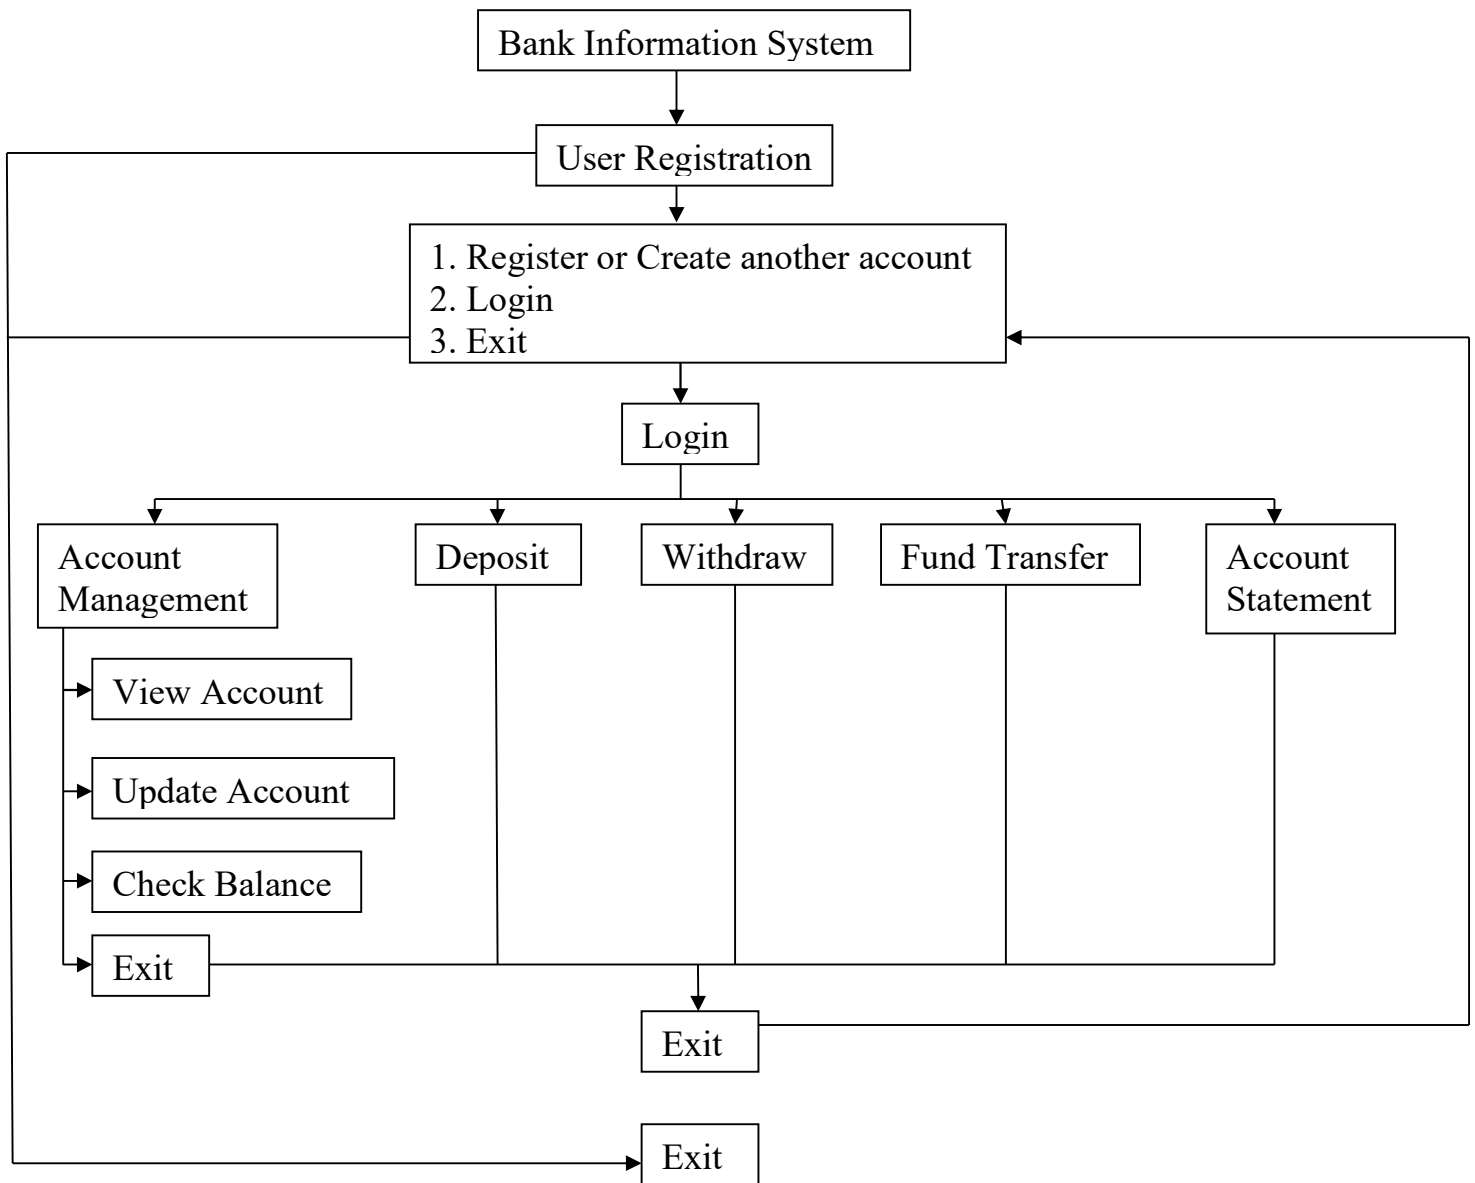 Bank Information System
User Registration
1. Register or Create another account
2. Login
3. Exit
Login
Account
Management
Deposit
Withdraw
Fund Transfer
Account
Statement
View Account
Update Account
Check Balance
Exit
Exit
Exit